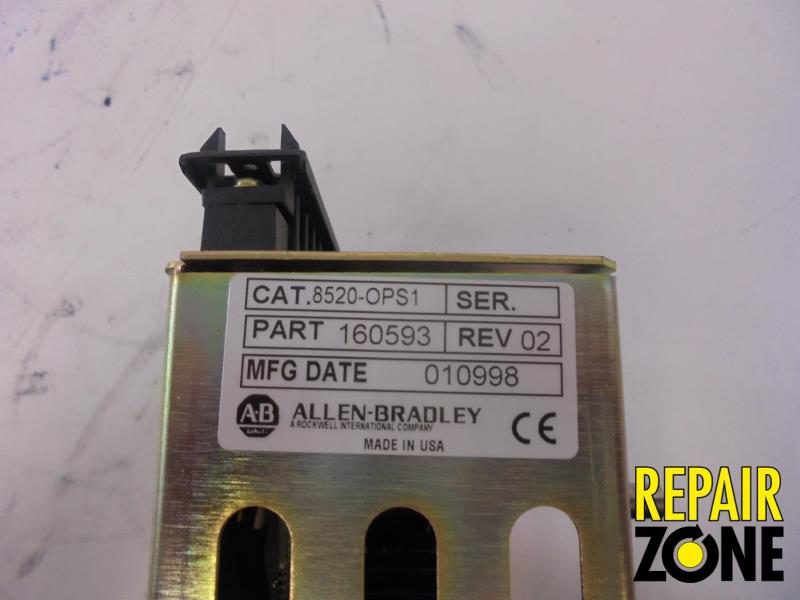 CAT. 8520-OPS1 SER.
PART 160593 REV 02
MFG DATE 010998
A-B
ALLEN-BRADLEY
A ROCKWELL INTERNATIONAL COMPANY
CE
MADE IN USA
REPAIR
ZONE